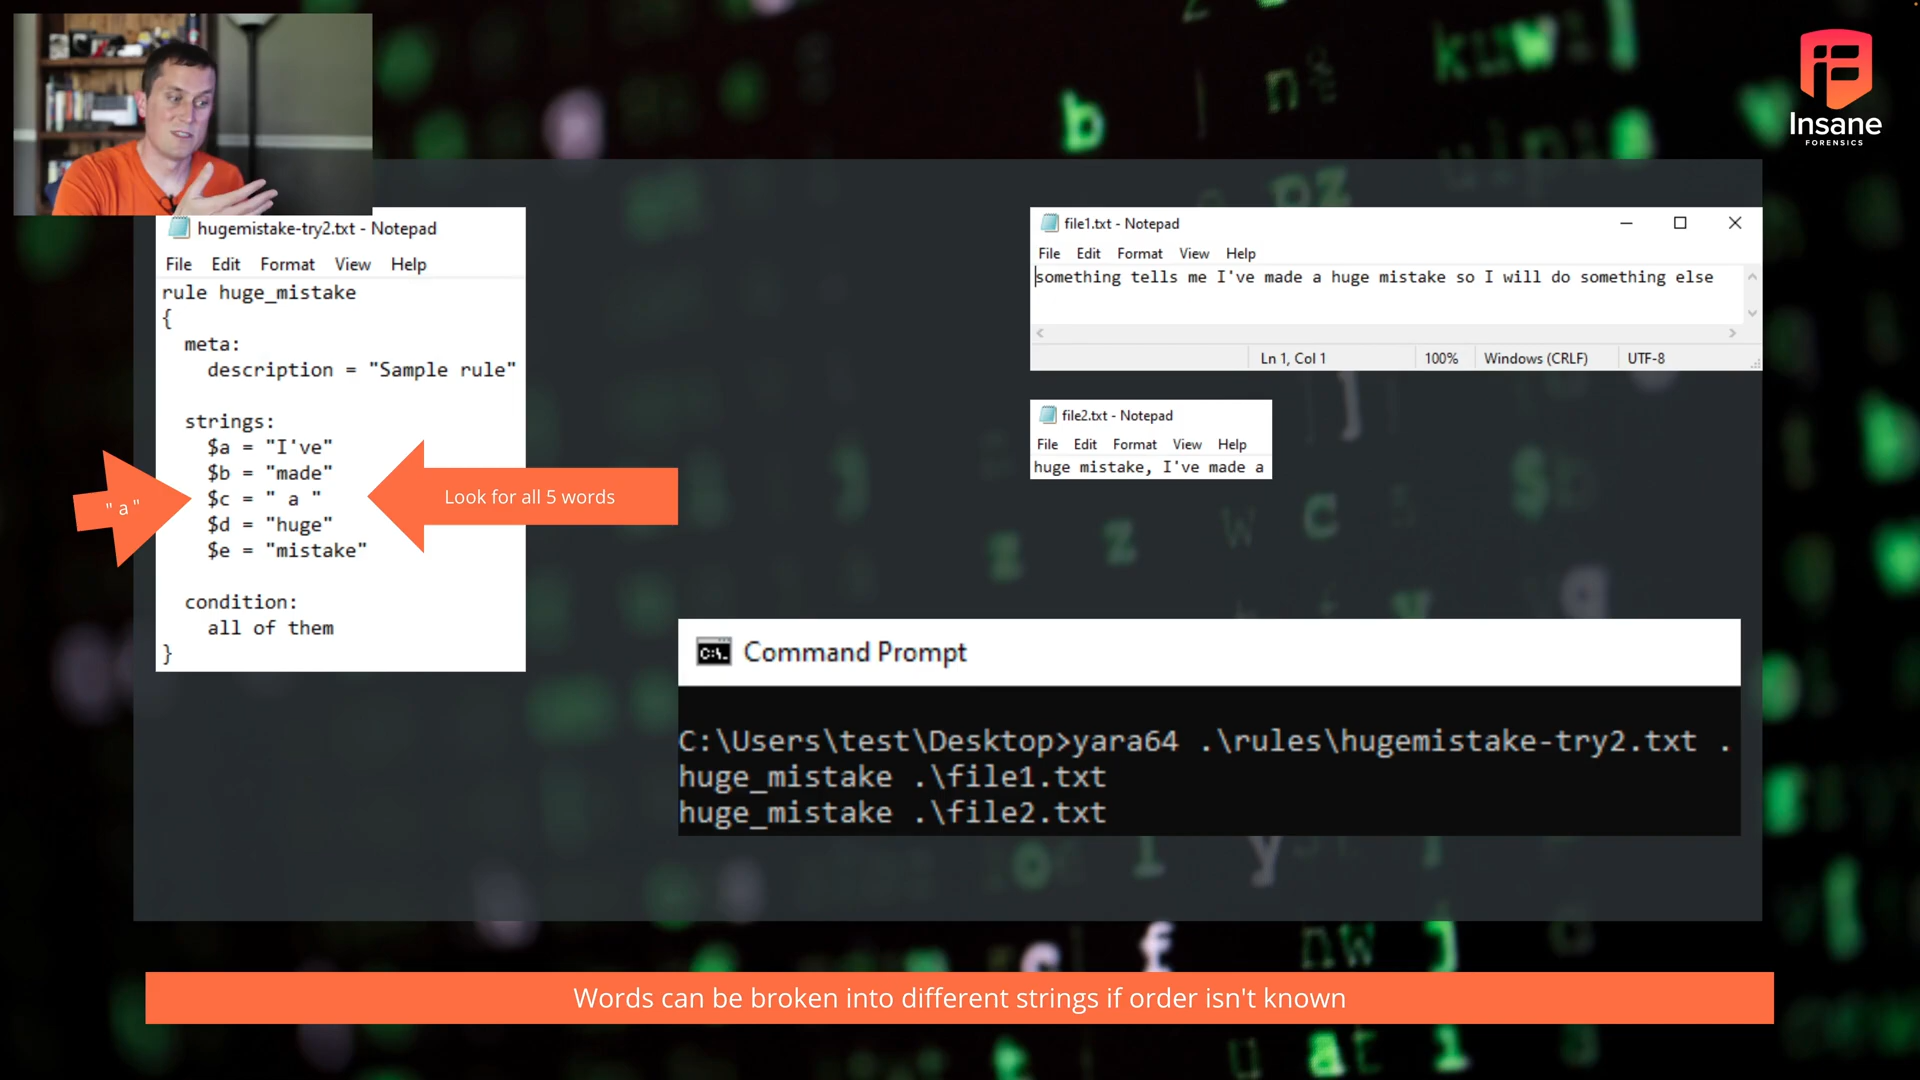 Insane
FORENSICS
hugemistake-try2.txt - Notepad
File Edit Format View Help
rule huge_mistake
{
meta:
description = "Sample rule"
strings:
$a = "I've"
$b = "made"
$c = " a "
$d = "huge"
$e = "mistake"
condition:
all of them
}
" a "
Look for all 5 words
file1.txt - Notepad
File Edit Format View Help
something tells me I've made a huge mistake so I will do something else
Ln 1, Col 1 100% Windows (CRLF) UTF-8
file2.txt - Notepad
File Edit Format View Help
huge mistake, I've made a
Command Prompt
C:\Users\test\Desktop>yara64 .\rules\hugemistake-try2.txt .
huge_mistake .\file1.txt
huge_mistake .\file2.txt
Words can be broken into different strings if order isn't known